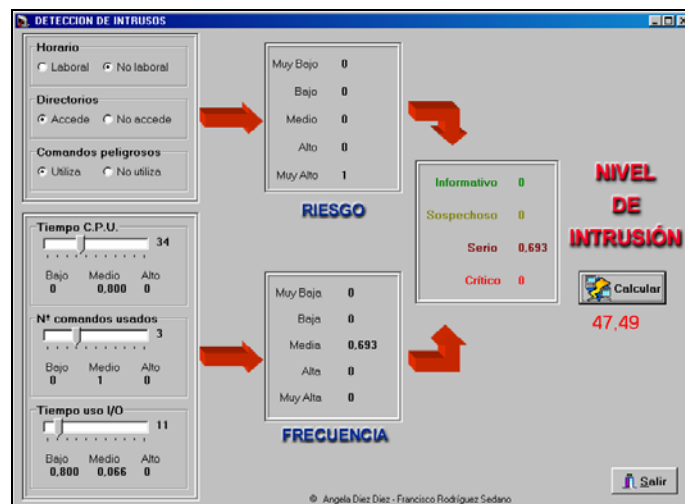 DETECCION DE INTRUSOS
Horario
Laboral No laboral
Directorios
Accede No accede
Comandos peligrosos
Utiliza No utiliza
Tiempo C.P.U.
34
Bajo Medio Alto
0 0,800 0
Nº comandos usados
3
Bajo Medio Alto
0 1 0
Tiempo uso I/O
11
Bajo Medio Alto
0,800 0,066 0
Muy Bajo 0
Bajo 0
Medio 0
Alto 0
Muy Alto 1
RIESGO
Muy Baja 0
Baja 0
Media 0,693
Alta 0
Muy Alta 0
FRECUENCIA
Informativo 0
Sospechoso 0
Serio 0,693
Crítico 0
NIVEL
DE
INTRUSIÓN
Calcular
47,49
Salir
© Angela Diez Diez - Francisco Rodríguez Sedano